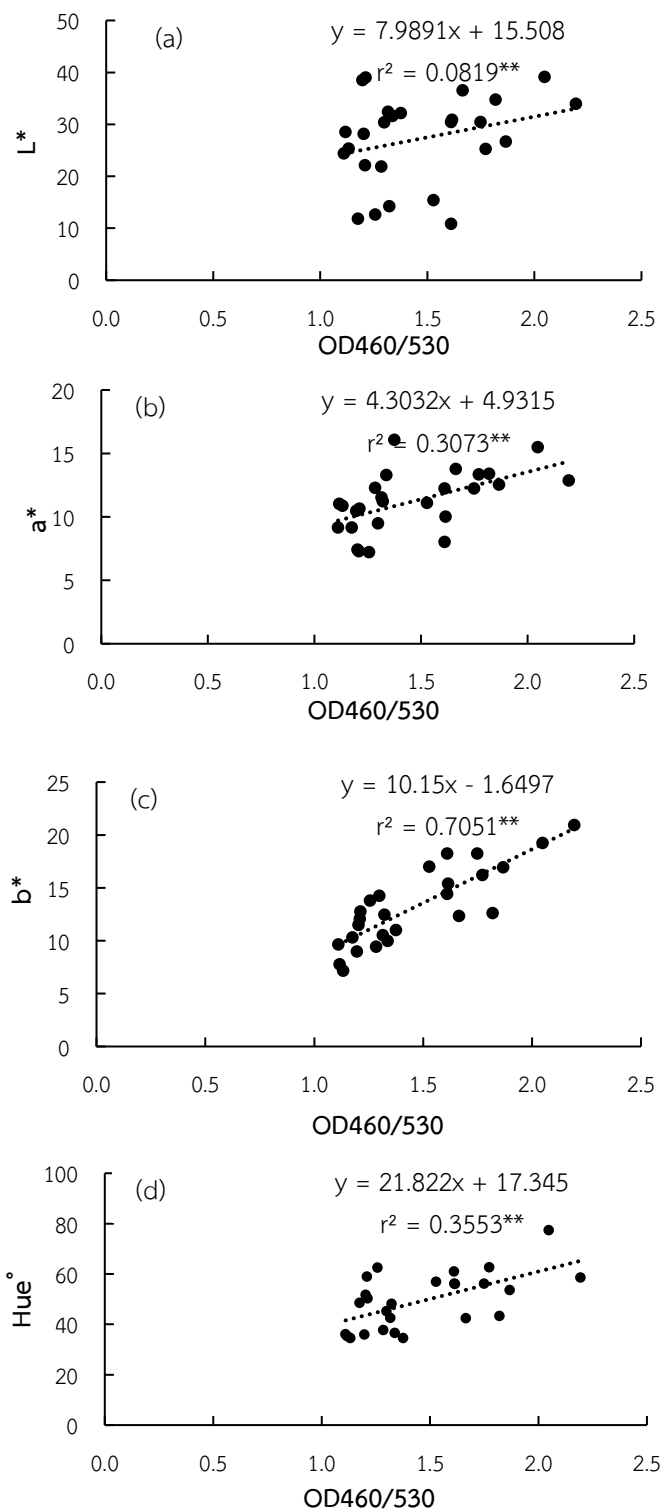 (a)
y = 7.9891x + 15.508
r² = 0.0819**
50
40
30
20
10
0
L*
0.0 0.5 1.0 1.5 2.0 2.5
OD460/530
(b)
y = 4.3032x + 4.9315
r² = 0.3073**
20
15
10
5
0
a*
0.0 0.5 1.0 1.5 2.0 2.5
OD460/530
(c)
y = 10.15x - 1.6497
r² = 0.7051**
25
20
15
10
5
0
b*
0.0 0.5 1.0 1.5 2.0 2.5
OD460/530
(d)
y = 21.822x + 17.345
r² = 0.3553**
100
80
60
40
20
0
Hue°
0.0 0.5 1.0 1.5 2.0 2.5
OD460/530